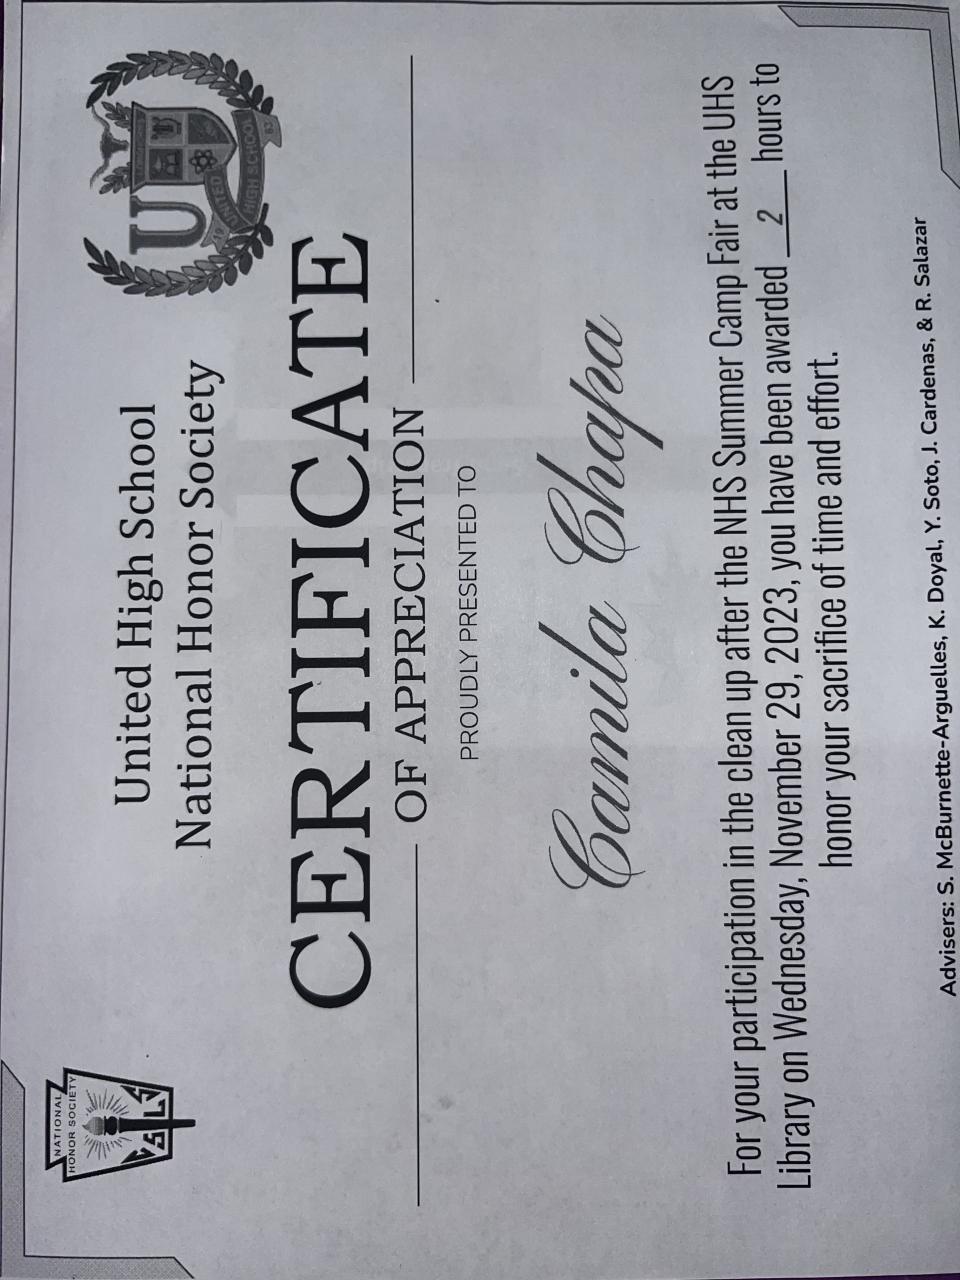 NATIONAL
HONOR SOCIETY
C S L S
U
UNITED
HIGH SCHOOL
United High School
National Honor Society
CERTIFICATE
OF APPRECIATION
PROUDLY PRESENTED TO
Camila Chapa
For your participation in the clean up after the NHS Summer Camp Fair at the UHS
Library on Wednesday, November 29, 2023, you have been awarded 2 hours to
honor your sacrifice of time and effort.
Advisers: S. McBurnette-Arguelles, K. Doyal, Y. Soto, J. Cardenas, & R. Salazar